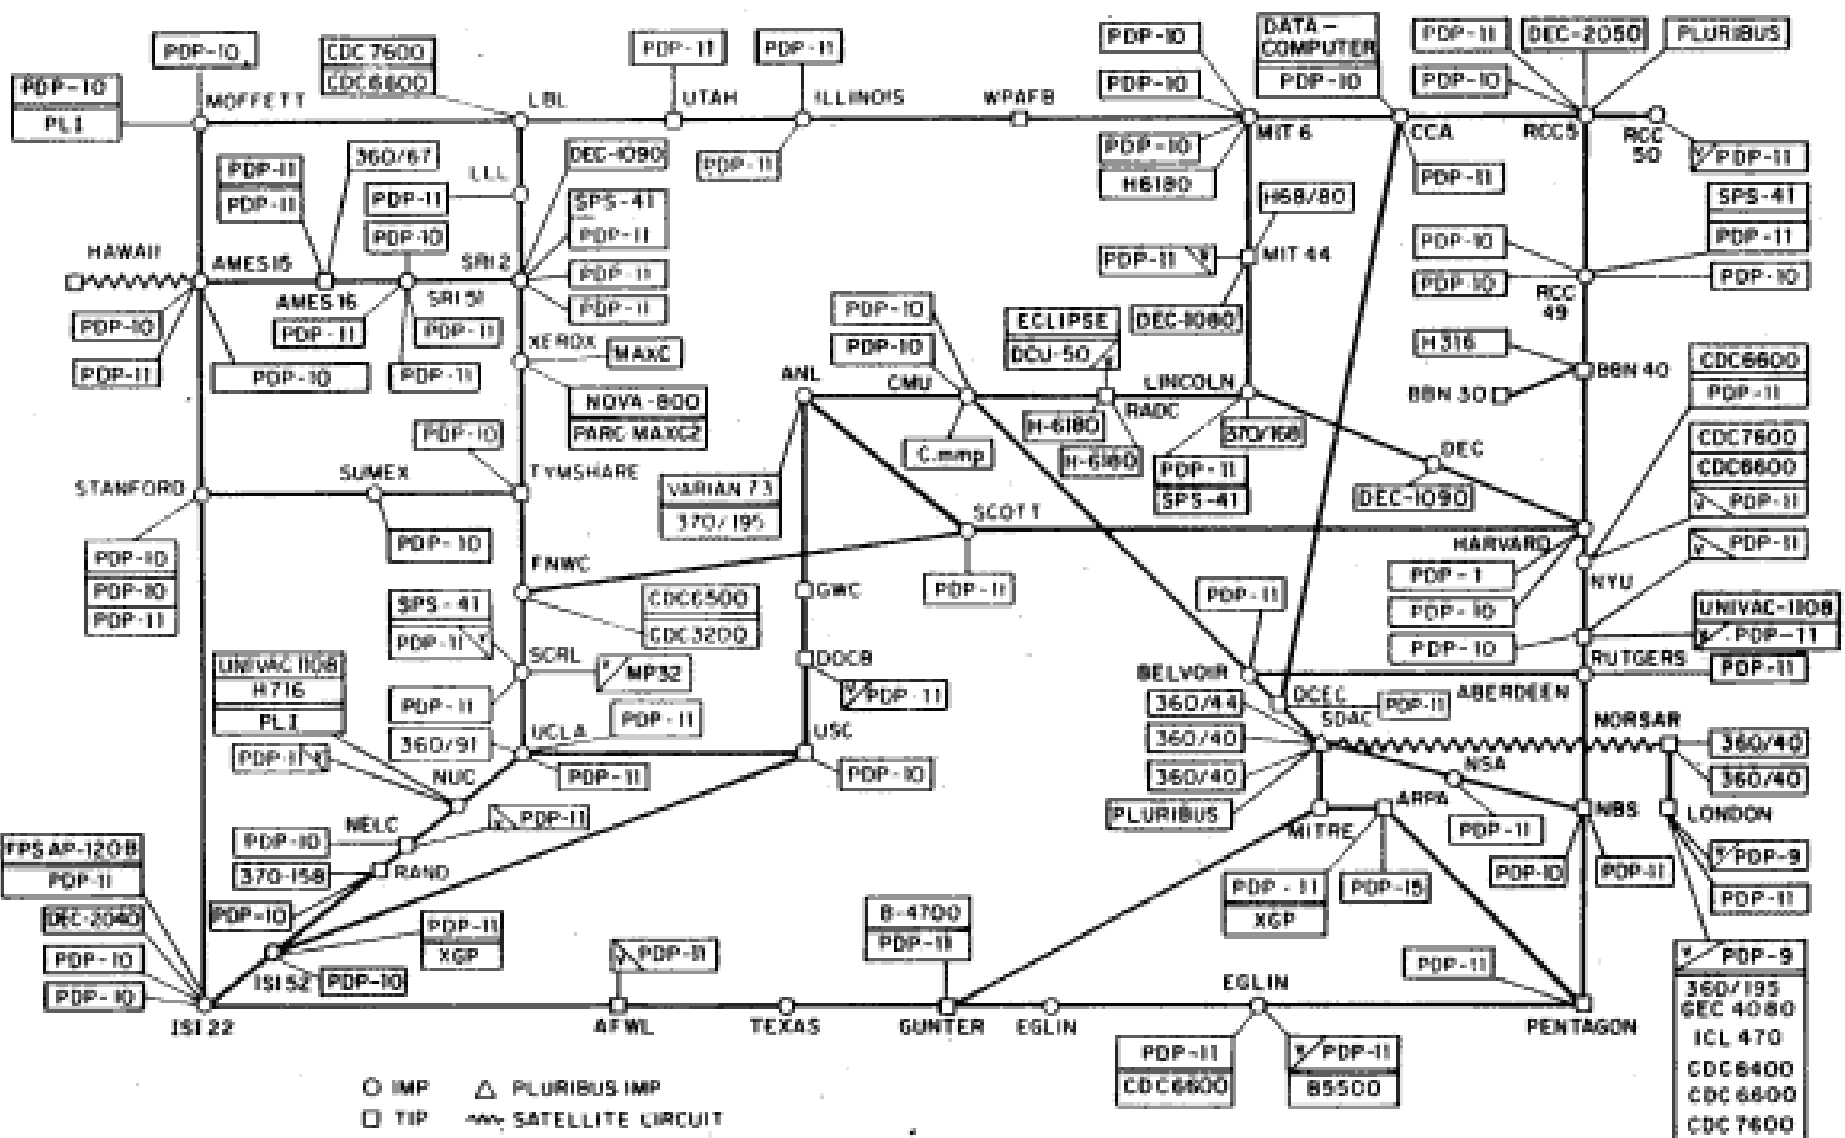 PDP-10
CDC 7600
CDC6600
PDP-11
PDP-11
PDP-10
DATA-
COMPUTER
PDP-10
PDP-11
DEC-2050
PLURIBUS
PDP-10
PLI
MOFFETT
LBL
UTAH
ILLINOIS
WPAFB
PDP-10
PDP-10
MIT 6
CCA
RCC5
RCC
50
PDP-11
360/67
DEC-1090
PDP-11
PDP-10
H6180
PDP-11
PDP-11
PDP-11
PDP-11
LLL
PDP-11
SPS-41
PDP-11
H68/80
SPS-41
PDP-11
PDP-10
HAWAII
AMES15
AMES 16
SRI 51
SRI 2
PDP-11
PDP-11
PDP-11
MIT 44
PDP-10
PDP-10
RCC
49
PDP-10
PDP-10
PDP-11
PDP-10
PDP-11
PDP-11
PDP-11
XEROX
MAXC
PDP-10
PDP-10
ECLIPSE
DCU-50
DEC-1080
H316
BBN 40
BBN 30
CDC6600
PDP-11
NOVA-800
PARC MAXC2
ANL
CMU
RADC
LINCOLN
PDP-10
C.mmp
H-6180
H-6180
370/168
DEC
CDC7600
CDC6600
PDP-11
STANFORD
SUMEX
TYMSHARE
VARIAN 73
370/195
PDP-11
SPS-41
DEC-1090
SCOTT
HARVARD
PDP-11
PDP-10
PDP-10
PDP-10
PDP-11
FNWC
PDP-11
PDP-1
PDP-10
NYU
SPS-41
PDP-11
CDC6500
CDC3200
GWC
PDP-11
PDP-10
UNIVAC-1108
PDP-11
RUTGERS
UNIVAC 1108
H716
PLI
SCRL
MP32
DOCB
PDP-11
BELVOIR
ABERDEEN
PDP-11
PDP-11
PDP-11
360/44
DCEC
PDP-11
SDAC
NORSAR
PDP-11
360/91
UCLA
PDP-11
USC
PDP-10
360/40
360/40
PLURIBUS
NSA
PDP-11
360/40
360/40
NUC
NELC
PDP-11
PDP-10
MITRE
ARPA
NBS
LONDON
FPS AP-120B
PDP-11
370-158
RAND
PDP-11
XGP
PDP-15
PDP-10
PDP-11
PDP-9
PDP-11
DEC-2040
PDP-10
PDP-10
PDP-10
PDP-11
XGP
ISI 52
PDP-10
PDP-11
B-4700
PDP-11
PDP-11
PDP-9
360/195
GEC 4080
ICL 470
CDC6400
CDC 6600
CDC 7600
ISI 22
AFWL
TEXAS
GUNTER
EGLIN
EGLIN
PENTAGON
PDP-11
CDC6600
PDP-11
B5500
IMP
PLURIBUS IMP
TIP
SATELLITE CIRCUIT